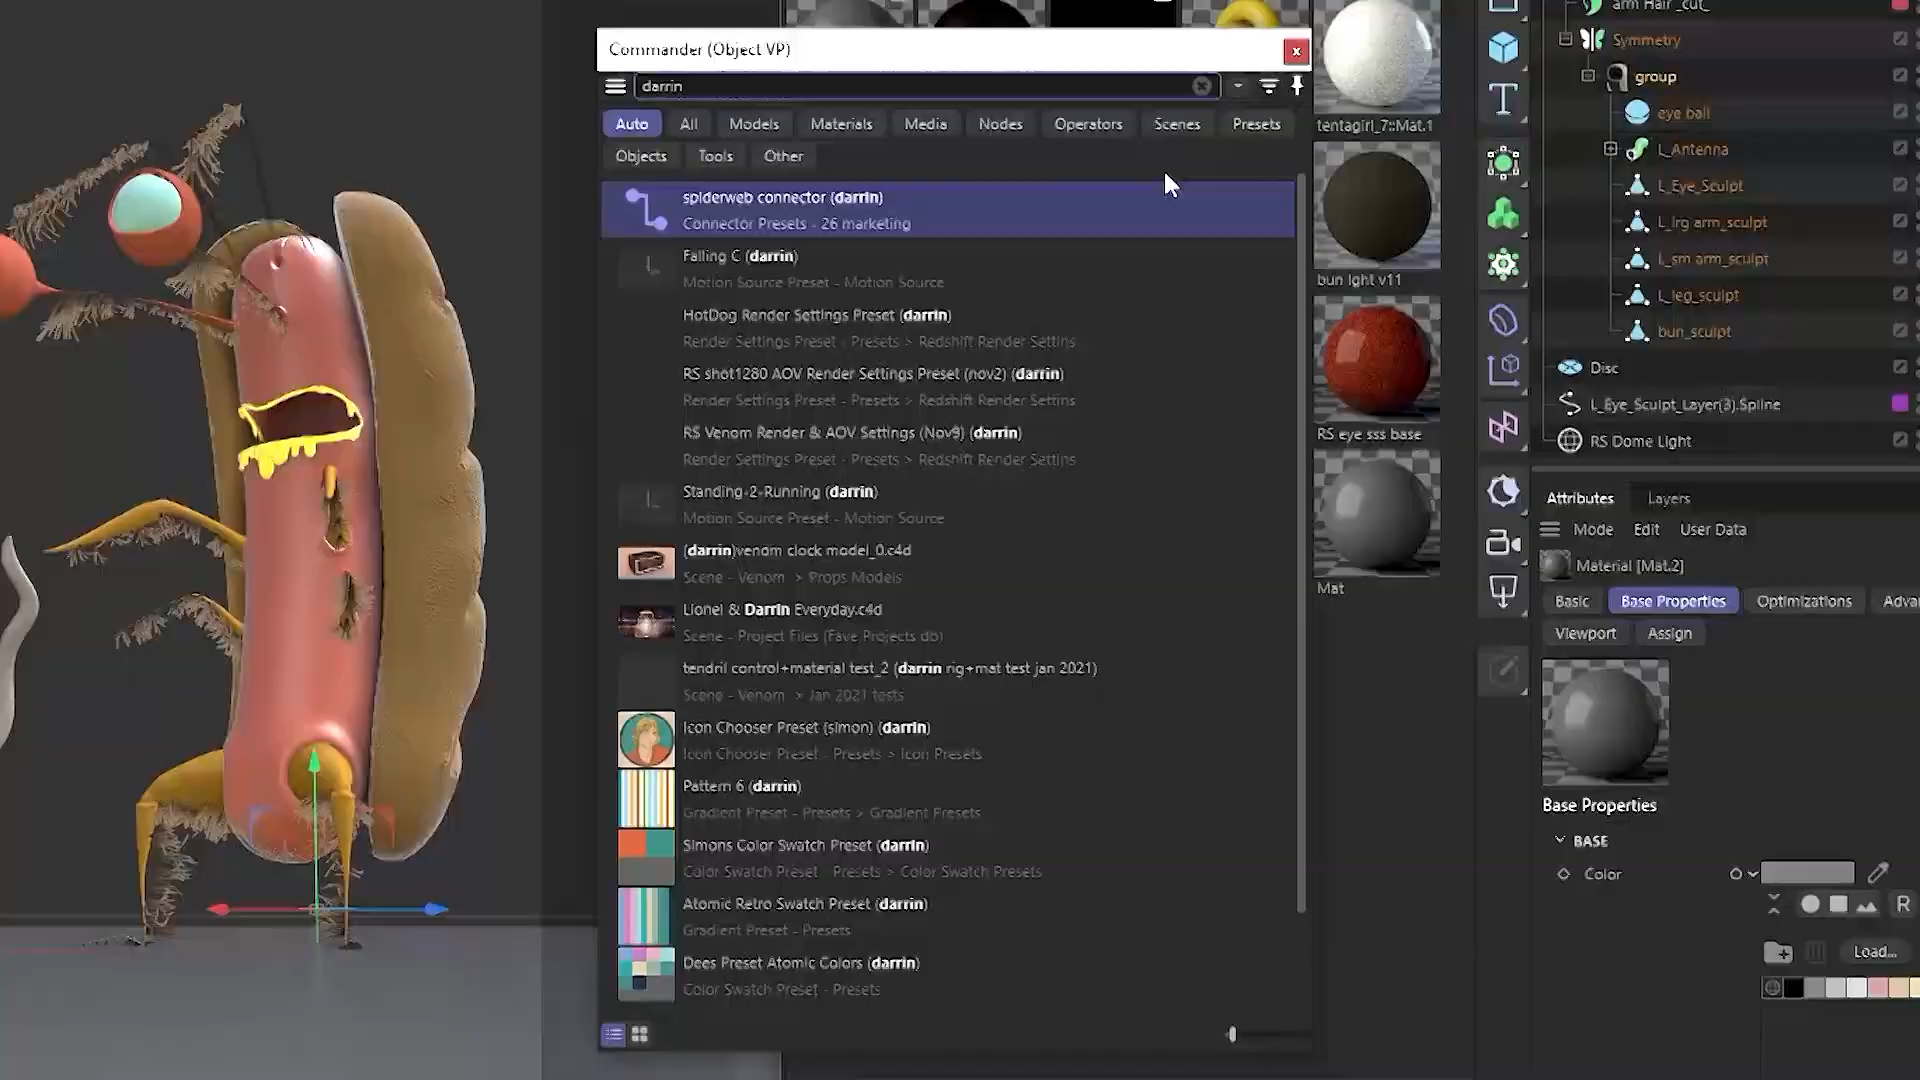 arm Hair _cut_
Commander (Object VP)
Symmetry
darrin
group
eye ball
Auto All Models Materials Media Nodes Operators Scenes Presets
tentagirl_7::Mat.1
L_Antenna
Objects Tools Other
L_Eye_Sculpt
spiderweb connector (darrin)
Connector Presets - 26 marketing
L_lrg arm_sculpt
Falling C (darrin)
L_sm arm_sculpt
Motion Source Preset - Motion Source
bun lght v11
L_leg_sculpt
HotDog Render Settings Preset (darrin)
bun_sculpt
Render Settings Preset - Presets > Redshift Render Settins
Disc
RS shot1280 AOV Render Settings Preset (nov2) (darrin)
Render Settings Preset - Presets > Redshift Render Settins
L_Eye_Sculpt_Layer(3).Spline
RS Venom Render & AOV Settings (Nov9) (darrin)
RS eye sss base
RS Dome Light
Render Settings Preset - Presets > Redshift Render Settins
Standing-2-Running (darrin)
Attributes Layers
Motion Source Preset - Motion Source
Mode Edit User Data
(darrin)venom clock model_0.c4d
Material [Mat.2]
Scene - Venom > Props Models
Mat
Basic Base Properties Optimizations Adva
Lionel & Darrin Everyday.c4d
Scene - Project Files (Fave Projects db)
Viewport Assign
tendril control+material test_2 (darrin rig+mat test jan 2021)
Scene - Venom > Jan 2021 tests
Icon Chooser Preset (simon) (darrin)
Icon Chooser Preset - Presets > Icon Presets
Pattern 6 (darrin)
Base Properties
Gradient Preset - Presets > Gradient Presets
BASE
Simons Color Swatch Preset (darrin)
Color Swatch Preset - Presets > Color Swatch Presets
Color
Atomic Retro Swatch Preset (darrin)
R
Gradient Preset - Presets
Load...
Dees Preset Atomic Colors (darrin)
Color Swatch Preset - Presets